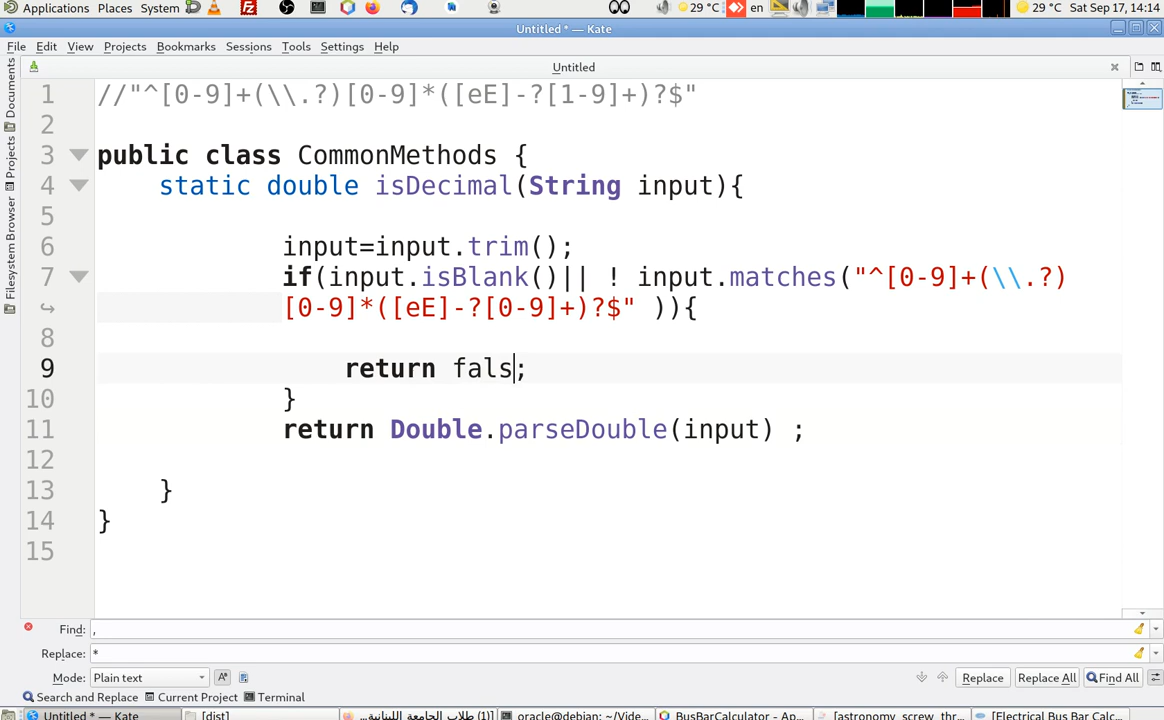 Applications Places System 29 °C en 29 °C Sat Sep 17, 14:14
Untitled * — Kate
File Edit View Projects Bookmarks Sessions Tools Settings Help
Untitled
Documents
Projects
Filesystem Browser
1 //"^[0-9]+(\\.?)[0-9]*([eE]-?[1-9]+)?$"
2
3 public class CommonMethods {
4 static double isDecimal(String input){
5
6 input=input.trim();
7 if(input.isBlank()|| ! input.matches("^[0-9]+(\\.?)
[0-9]*([eE]-?[0-9]+)?$" )){
8
9 return fals;
10 }
11 return Double.parseDouble(input) ;
12
13 }
14 }
15
Find: ,
Replace: *
Mode: Plain text Replace Replace All Find All
Search and Replace Current Project Terminal
Untitled * — Kate [dist] طلاب الجامعة اللبنانية (1)]... oracle@debian: ~/Vide... BusBarCalculator - Ap... [astronomy_screw_thr... [Electrical Bus Bar Calc...